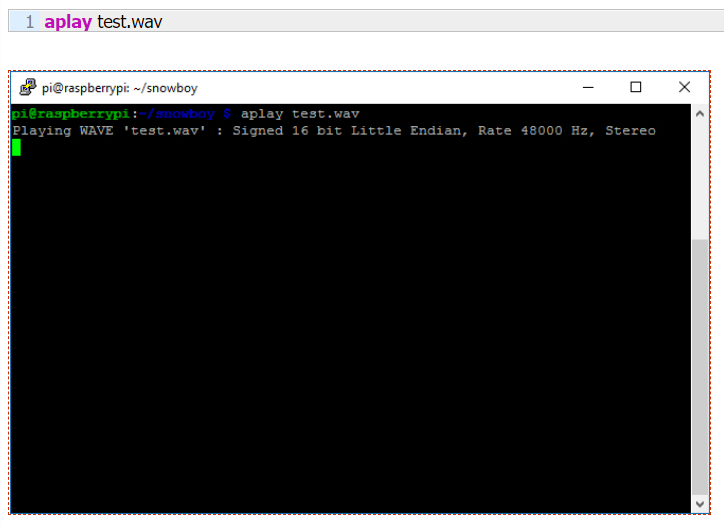 1 aplay test.wav
pi@raspberrypi: ~/snowboy
pi@raspberrypi:~/snowboy $ aplay test.wav
Playing WAVE 'test.wav' : Signed 16 bit Little Endian, Rate 48000 Hz, Stereo